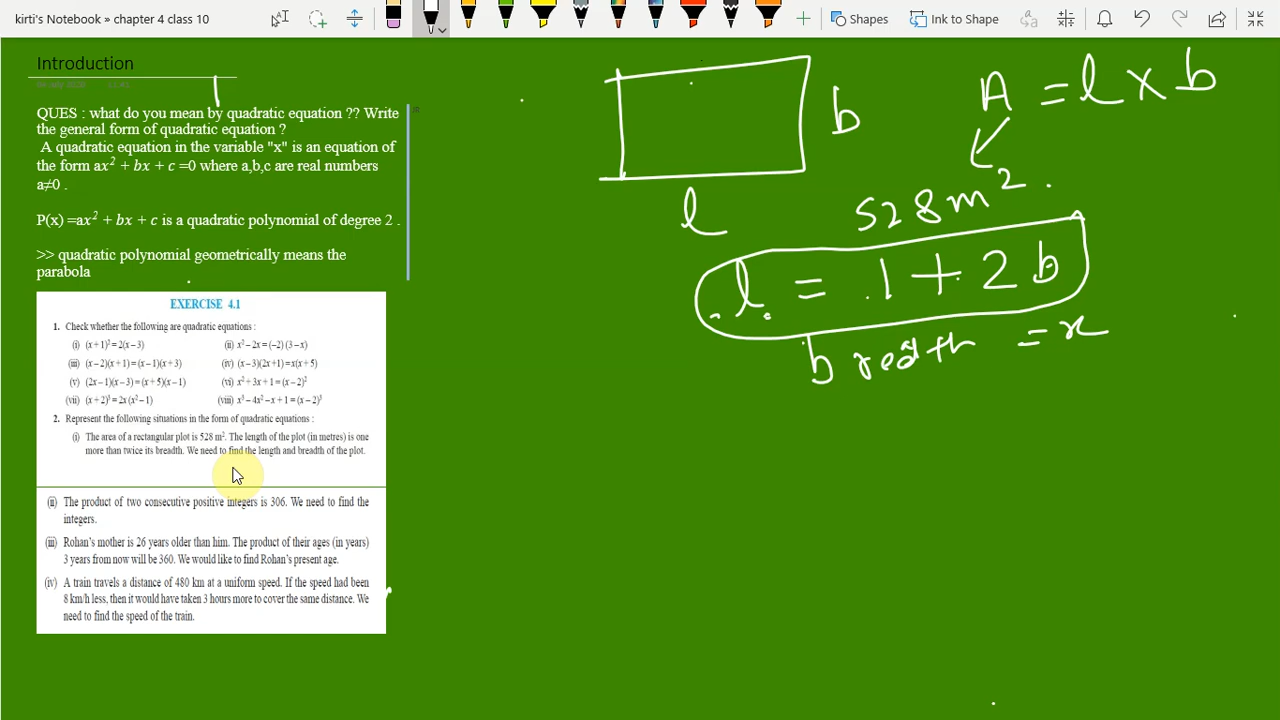 kirti's Notebook » chapter 4 class 10
Shapes
Ink to Shape
Introduction
QUES : what do you mean by quadratic equation ?? Write
the general form of quadratic equation ?
A quadratic equation in the variable "x" is an equation of
the form ax² + bx + c =0 where a,b,c are real numbers
a≠0 .
P(x) =ax² + bx + c is a quadratic polynomial of degree 2 .
>> quadratic polynomial geometrically means the
parabola
EXERCISE 4.1
1. Check whether the following are quadratic equations :
(i) (x + 1)² = 2(x – 3) (ii) x² – 2x = (–2) (3 – x)
(iii) (x – 2)(x + 1) = (x – 1)(x + 3) (iv) (x – 3)(2x + 1) = x(x + 5)
(v) (2x – 1)(x – 3) = (x + 5)(x – 1) (vi) x² + 3x + 1 = (x – 2)²
(vii) (x + 2)³ = 2x (x² – 1) (viii) x³ – 4x² – x + 1 = (x – 2)³
2. Represent the following situations in the form of quadratic equations :
(i) The area of a rectangular plot is 528 m². The length of the plot (in metres) is one
more than twice its breadth. We need to find the length and breadth of the plot.
(ii) The product of two consecutive positive integers is 306. We need to find the
integers.
(iii) Rohan's mother is 26 years older than him. The product of their ages (in years)
3 years from now will be 360. We would like to find Rohan's present age.
(iv) A train travels a distance of 480 km at a uniform speed. If the speed had been
8 km/h less, then it would have taken 3 hours more to cover the same distance. We
need to find the speed of the train.
b
l
A = l x b
528 m².
l = 1 + 2b
bredth = x